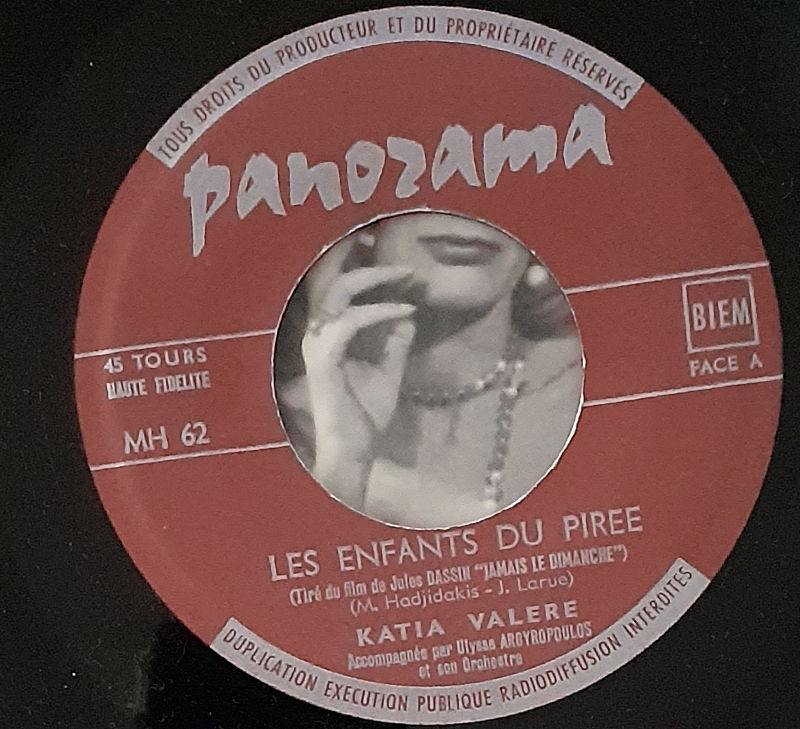 TOUS DROITS DU PRODUCTEUR ET DU PROPRIÉTAIRE RÉSERVÉS
panorama
45 TOURS
HAUTE FIDELITE
MH 62
BIEM
FACE A
LES ENFANTS DU PIREE
(Tiré du film de Jules DASSIN "JAMAIS LE DIMANCHE")
(M. Hadjidakis - J. Larue)
KATIA VALERE
Accompagnée par Ulysse AROYROPOULOS
et son Orchestre
DUPLICATION EXECUTION PUBLIQUE RADIODIFFUSION INTERDITES